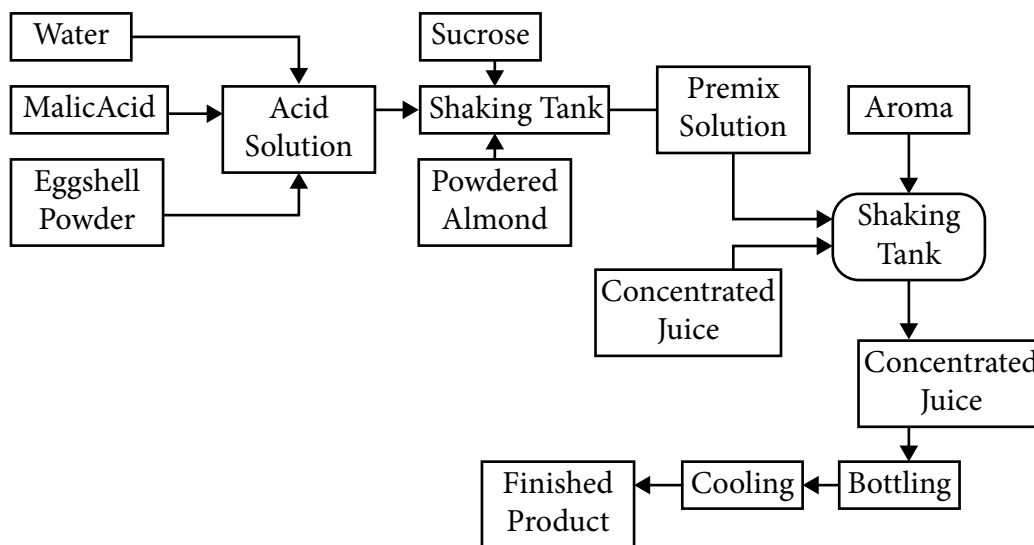 Water
Sucrose
MalicAcid
Acid
Solution
Shaking Tank
Premix
Solution
Aroma
Eggshell
Powder
Powdered
Almond
Shaking
Tank
Concentrated
Juice
Concentrated
Juice
Finished
Product
Cooling
Bottling